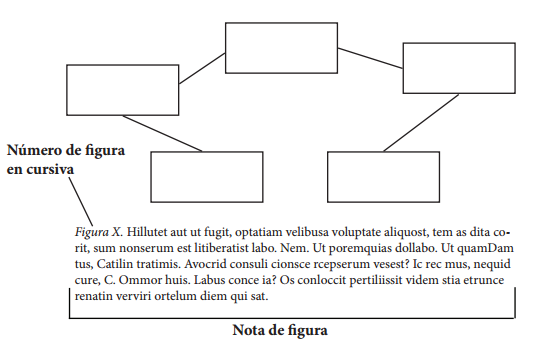 Número de figura
en cursiva
Figura X. Hillutet aut ut fugit, optatiam velibusa voluptate aliquost, tem as dita co-
rit, sum nonserum est litiberatist labo. Nem. Ut poremquias dollabo. Ut quamDam
tus, Catilin tratimis. Avocrid consuli cionsce rcepserum vesest? Ic rec mus, nequid
cure, C. Ommor huis. Labus conce ia? Os conloccit pertiliissit videm stia etrunce
renatin verviri ortelum diem qui sat.
Nota de figura